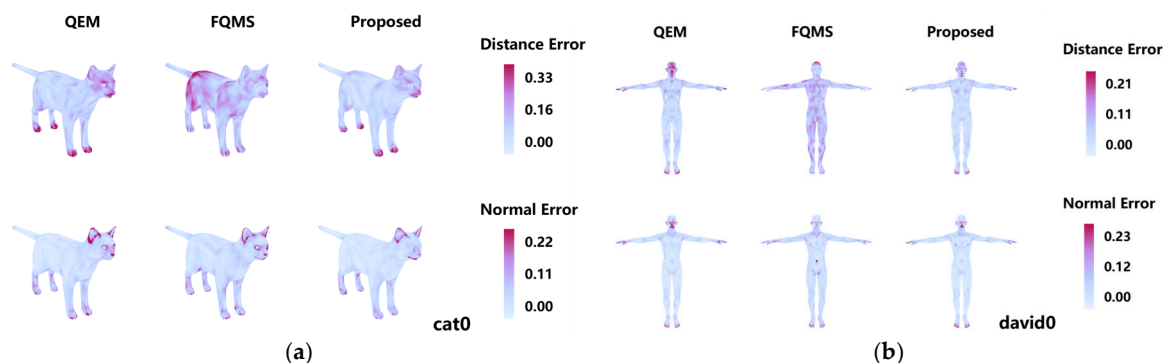 QEM FQMS Proposed
Distance Error
0.33
0.16
0.00
Normal Error
0.22
0.11
0.00
cat0
(a)
QEM FQMS Proposed
Distance Error
0.21
0.11
0.00
Normal Error
0.23
0.12
0.00
david0
(b)